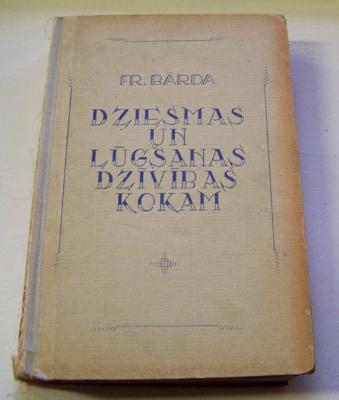 FR. BĀRDA
DZIESMAS
UN
LŪGŠANAS
DZĪVĪBAS
KOKAM